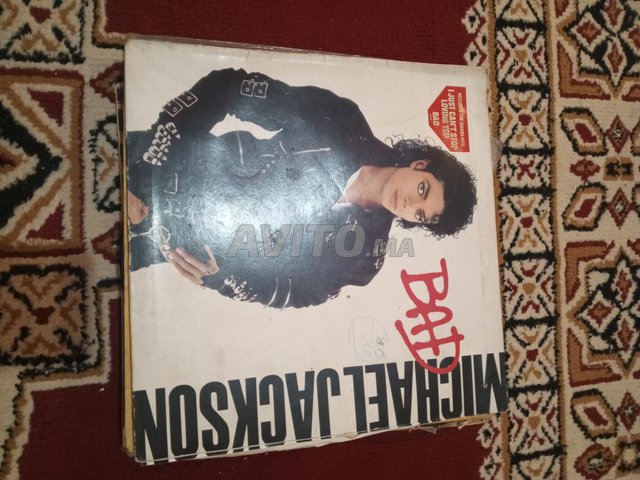 BAD
MICHAEL JACKSON
I JUST CAN'T STOP
LOVING YOU
BAD
AVITO.MA